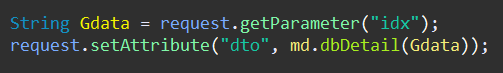 String Gdata = request.getParameter("idx");
request.setAttribute("dto", md.dbDetail(Gdata));